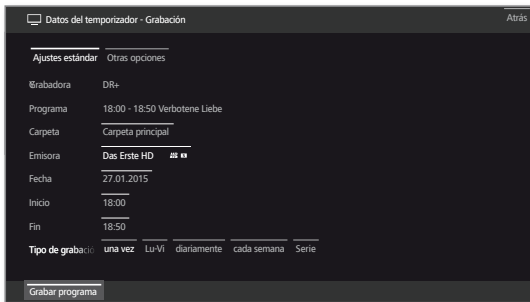 Datos del temporizador - Grabación
Atrás
Ajustes estándar Otras opciones
Grabadora DR+
Programa 18:00 - 18:50 Verbotene Liebe
Carpeta Carpeta principal
Emisora Das Erste HD
Fecha 27.01.2015
Inicio 18:00
Fin 18:50
Tipo de grabació una vez Lu-Vi diariamente cada semana Serie
Grabar programa